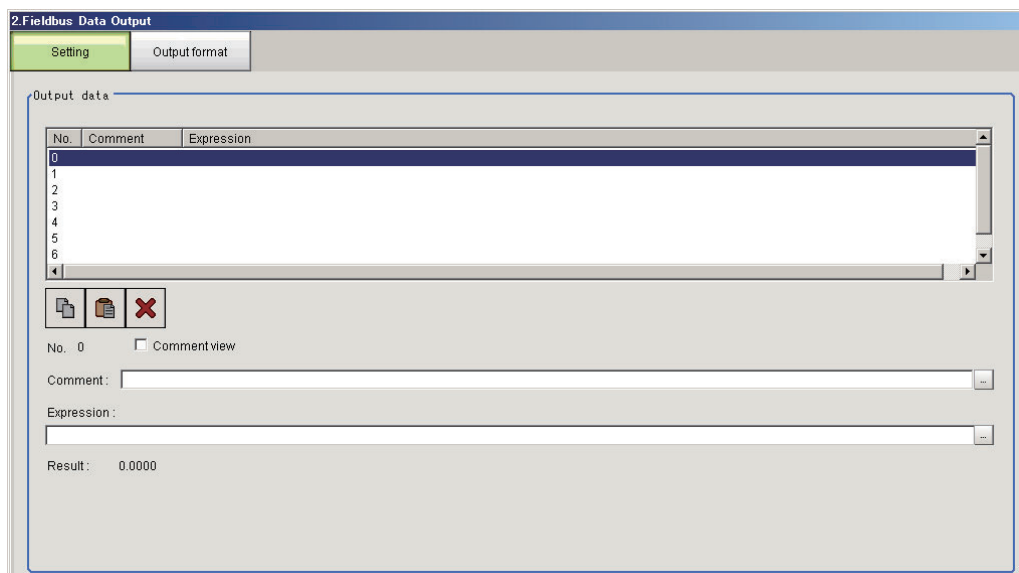 2.Fieldbus Data Output
Setting Output format
Output data
No. Comment Expression
0
1
2
3
4
5
6
No. 0 Comment view
Comment : ...
Expression :
...
Result : 0.0000